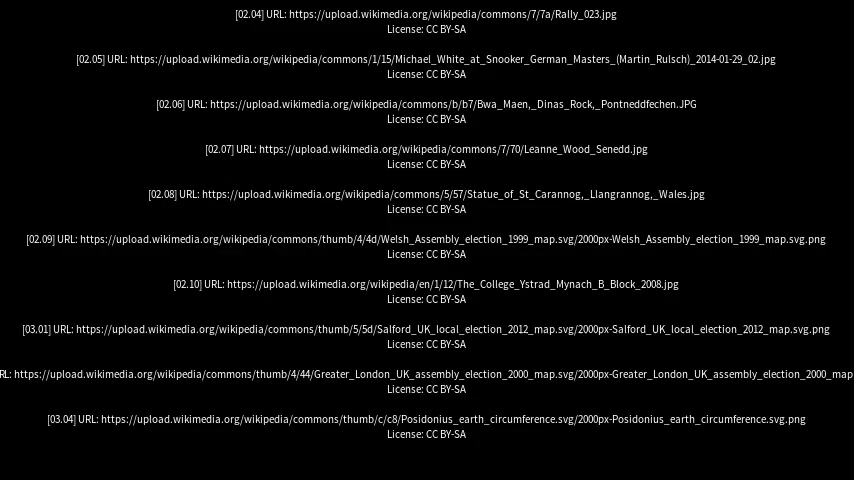 [02.04] URL: https://upload.wikimedia.org/wikipedia/commons/7/7a/Rally_023.jpg
License: CC BY-SA
[02.05] URL: https://upload.wikimedia.org/wikipedia/commons/1/15/Michael_White_at_Snooker_German_Masters_(Martin_Rulsch)_2014-01-29_02.jpg
License: CC BY-SA
[02.06] URL: https://upload.wikimedia.org/wikipedia/commons/b/b7/Bwa_Maen,_Dinas_Rock,_Pontneddfechen.JPG
License: CC BY-SA
[02.07] URL: https://upload.wikimedia.org/wikipedia/commons/7/70/Leanne_Wood_Senedd.jpg
License: CC BY-SA
[02.08] URL: https://upload.wikimedia.org/wikipedia/commons/5/57/Statue_of_St_Carannog,_Llangrannog,_Wales.jpg
License: CC BY-SA
[02.09] URL: https://upload.wikimedia.org/wikipedia/commons/thumb/4/4d/Welsh_Assembly_election_1999_map.svg/2000px-Welsh_Assembly_election_1999_map.svg.png
License: CC BY-SA
[02.10] URL: https://upload.wikimedia.org/wikipedia/en/1/12/The_College_Ystrad_Mynach_B_Block_2008.jpg
License: CC BY-SA
[03.01] URL: https://upload.wikimedia.org/wikipedia/commons/thumb/5/5d/Salford_UK_local_election_2012_map.svg/2000px-Salford_UK_local_election_2012_map.svg.png
License: CC BY-SA
RL: https://upload.wikimedia.org/wikipedia/commons/thumb/4/44/Greater_London_UK_assembly_election_2000_map.svg/2000px-Greater_London_UK_assembly_election_2000_map
License: CC BY-SA
[03.04] URL: https://upload.wikimedia.org/wikipedia/commons/thumb/c/c8/Posidonius_earth_circumference.svg/2000px-Posidonius_earth_circumference.svg.png
License: CC BY-SA